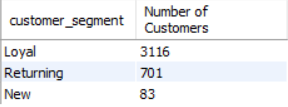 customer_segment Number of Customers
Loyal 3116
Returning 701
New 83